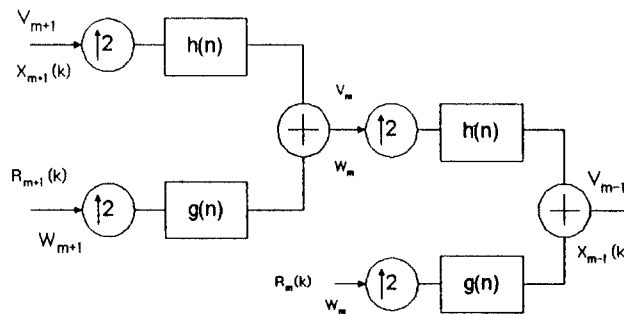 V_{m+1}
↑2
h(n)
X_{m+1}(k)
V_m
↑2
h(n)
W_m
R_{m+1}(k)
↑2
g(n)
W_{m+1}
V_{m-1}
X_{m-1}(k
R_m(k)
↑2
g(n)
W_m